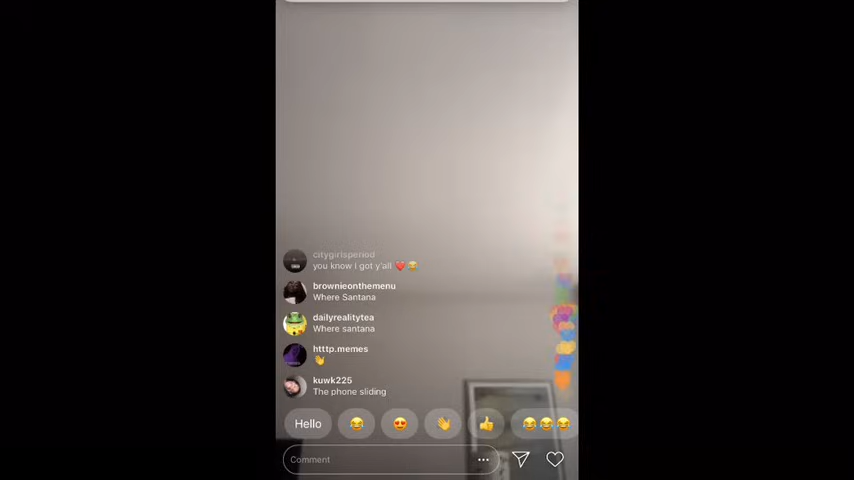 citygirlsperiod
you know I got y'all ❤️😂
brownieonthemenu
Where Santana
dailyrealitytea
Where santana
htttp.memes
👋
kuwk225
The phone sliding
Hello 😂 😍 👋 👍 😂😂😂
Comment